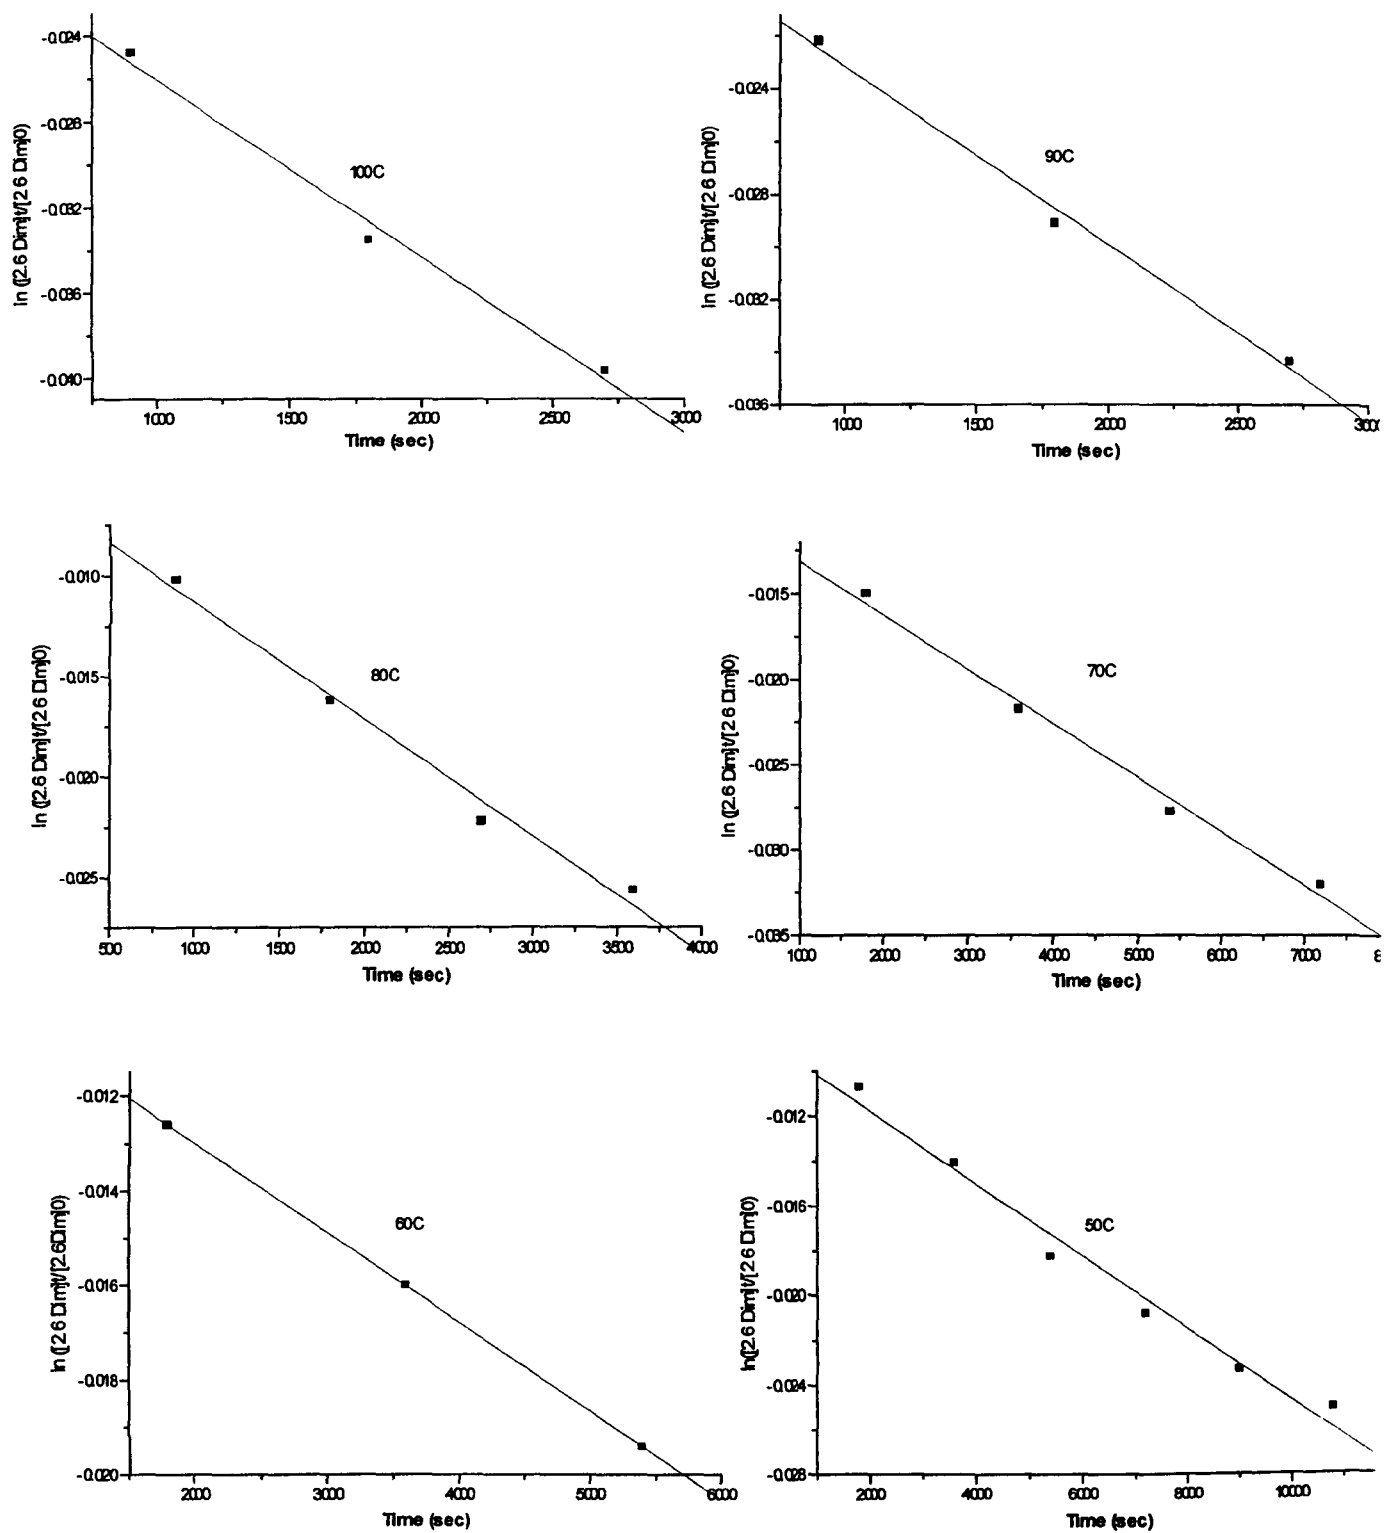 -0.024
-0.028
-0.032
-0.036
-0.040
ln ([2.6 Dim]t/[2.6 Dim]0)
100C
1000 1500 2000 2500 3000
Time (sec)
-0.024
-0.028
-0.032
-0.036
ln ([2.6 Dim]t/[2.6 Dim]0)
90C
1000 1500 2000 2500 3000
Time (sec)
-0.010
-0.015
-0.020
-0.025
ln ([2.6 Dim]t/[2.6 Dim]0)
80C
500 1000 1500 2000 2500 3000 3500 4000
Time (sec)
-0.015
-0.020
-0.025
-0.030
-0.035
ln ([2.6 Dim]t/[2.6 Dim]0)
70C
1000 2000 3000 4000 5000 6000 7000 8
Time (sec)
-0.012
-0.014
-0.016
-0.018
-0.020
ln ([2.6 Dim]t/[2.6Dim]0)
60C
2000 3000 4000 5000 6000
Time (sec)
-0.012
-0.016
-0.020
-0.024
-0.028
ln([2.6 Dim]t/[2.6 Dim]0)
50C
2000 4000 6000 8000 10000
Time (sec)